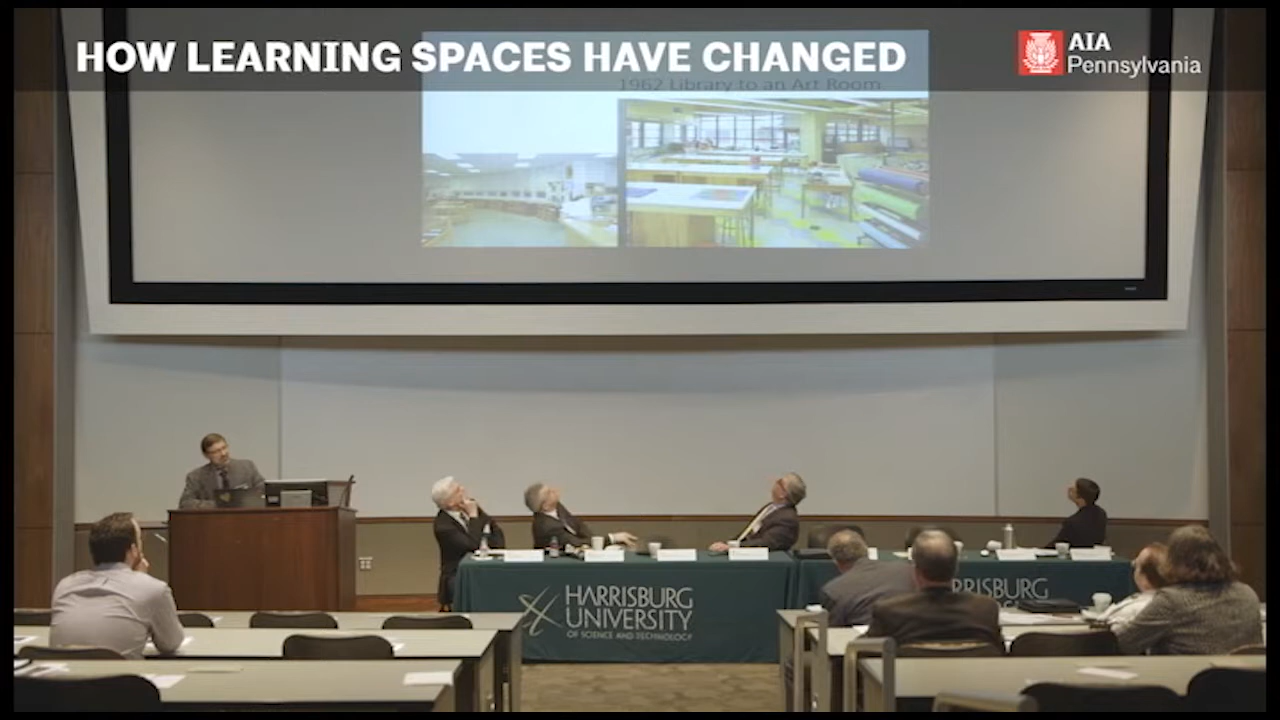 HOW LEARNING SPACES HAVE CHANGED
AIA
Pennsylvania
1962 Library to an Art Room
HARRISBURG
UNIVERSITY
OF SCIENCE AND TECHNOLOGY
RRISBURG